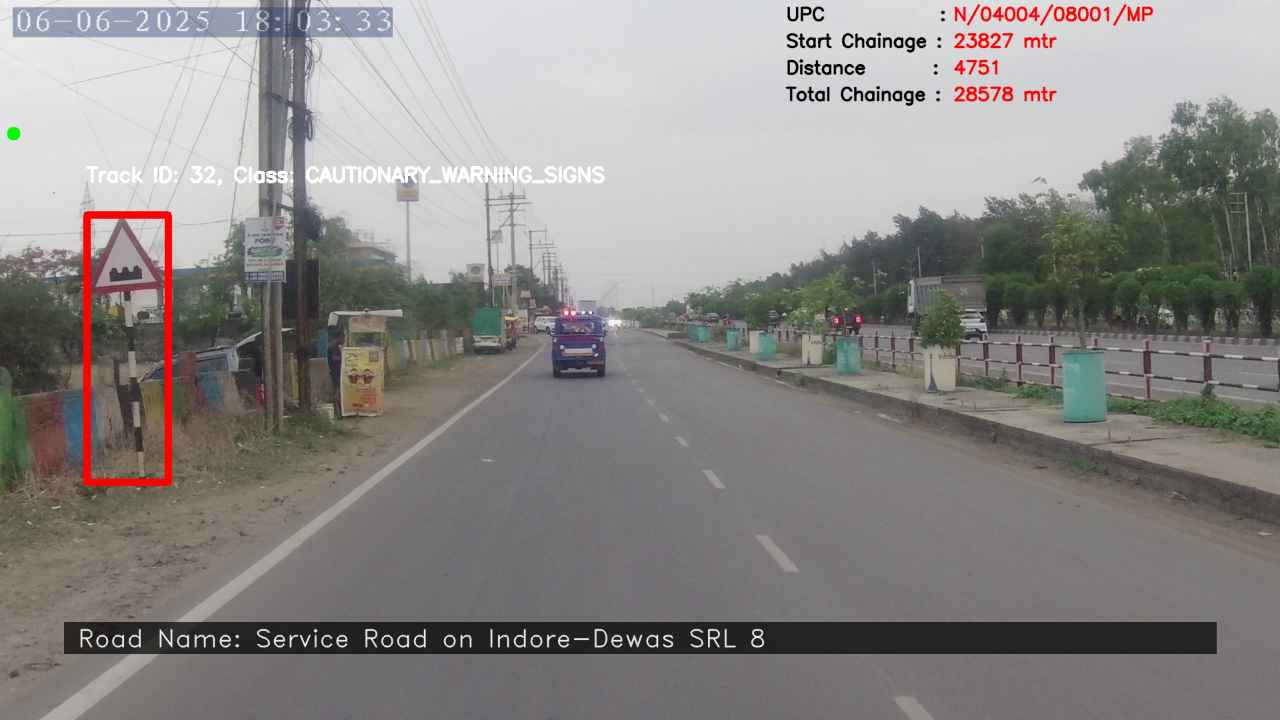 06-06-2025 18:03:33
UPC : N/04004/08001/MP
Start Chainage : 23827 mtr
Distance : 4751
Total Chainage : 28578 mtr
Track ID: 32, Class: CAUTIONARY_WARNING_SIGNS
Road Name: Service Road on Indore-Dewas SRL 8